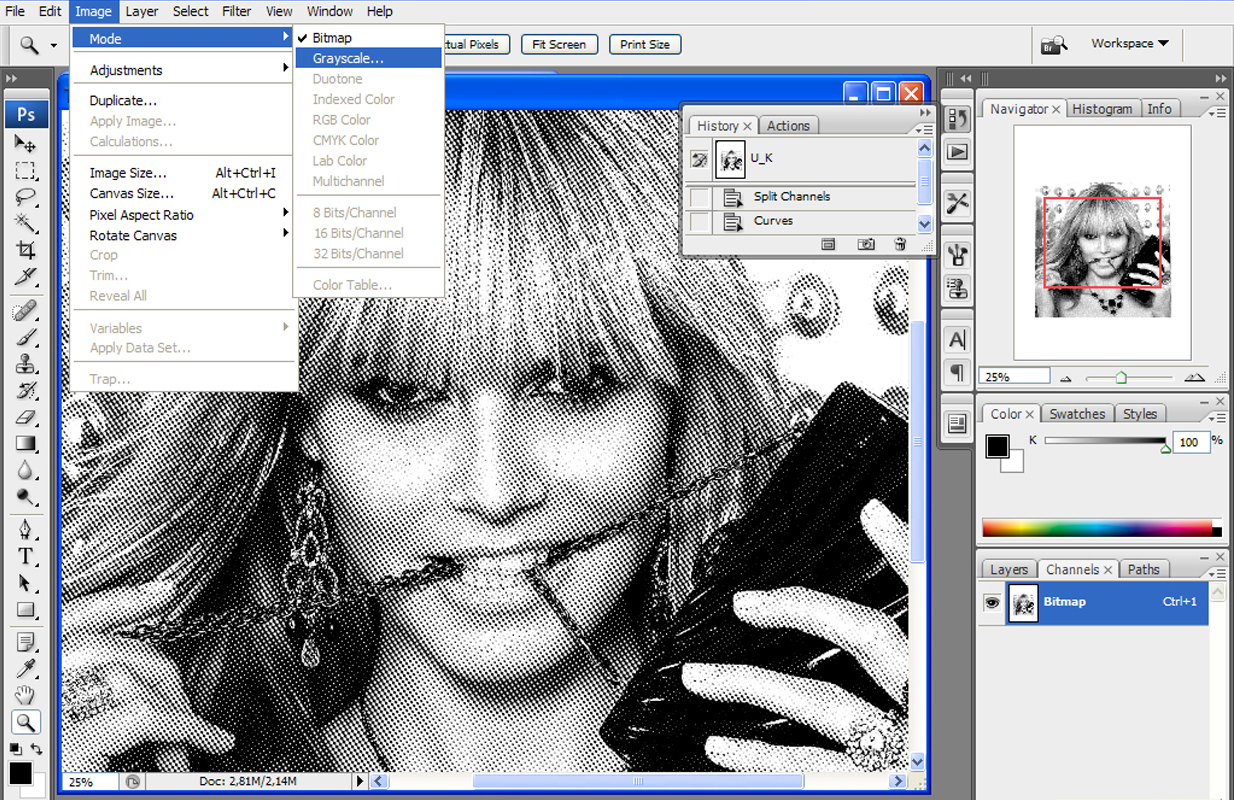 File Edit Image Layer Select Filter View Window Help
Mode
Adjustments
Duplicate...
Apply Image...
Calculations...
Image Size... Alt+Ctrl+I
Canvas Size... Alt+Ctrl+C
Pixel Aspect Ratio
Rotate Canvas
Crop
Trim...
Reveal All
Variables
Apply Data Set...
Trap...
Bitmap
Grayscale...
Duotone
Indexed Color
RGB Color
CMYK Color
Lab Color
Multichannel
8 Bits/Channel
16 Bits/Channel
32 Bits/Channel
Color Table...
Pixels Fit Screen Print Size
Br Workspace
Ps
T
History Actions
U_K
Split Channels
Curves
A
Navigator Histogram Info
25%
Color Swatches Styles
K 100 %
Layers Channels Paths
Bitmap Ctrl+1
25% Doc: 2,81M/2,14M